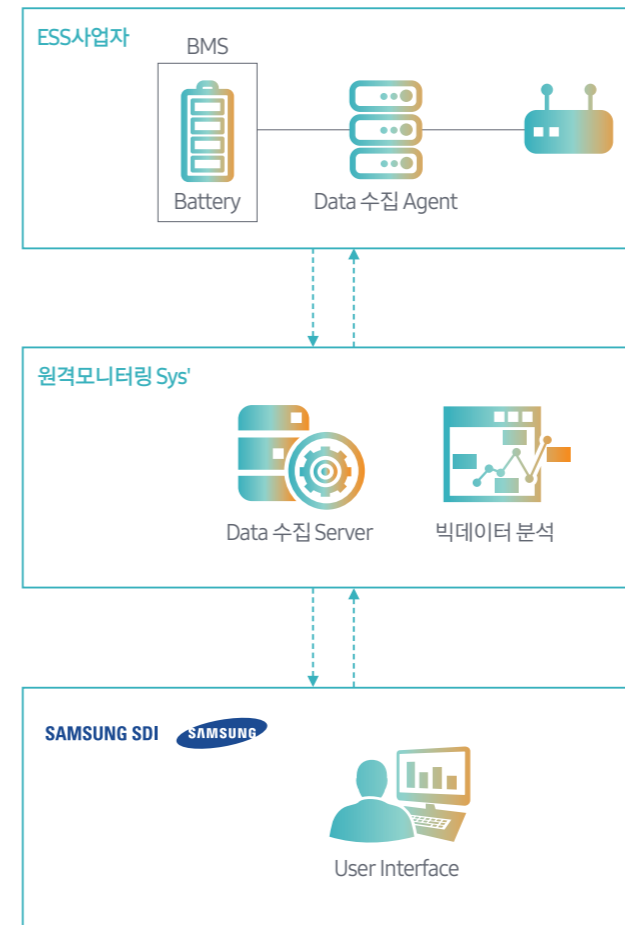 ESS사업자
BMS
Battery
Data 수집 Agent
원격모니터링 Sys'
Data 수집 Server
빅데이터 분석
SAMSUNG SDI SAMSUNG
User Interface